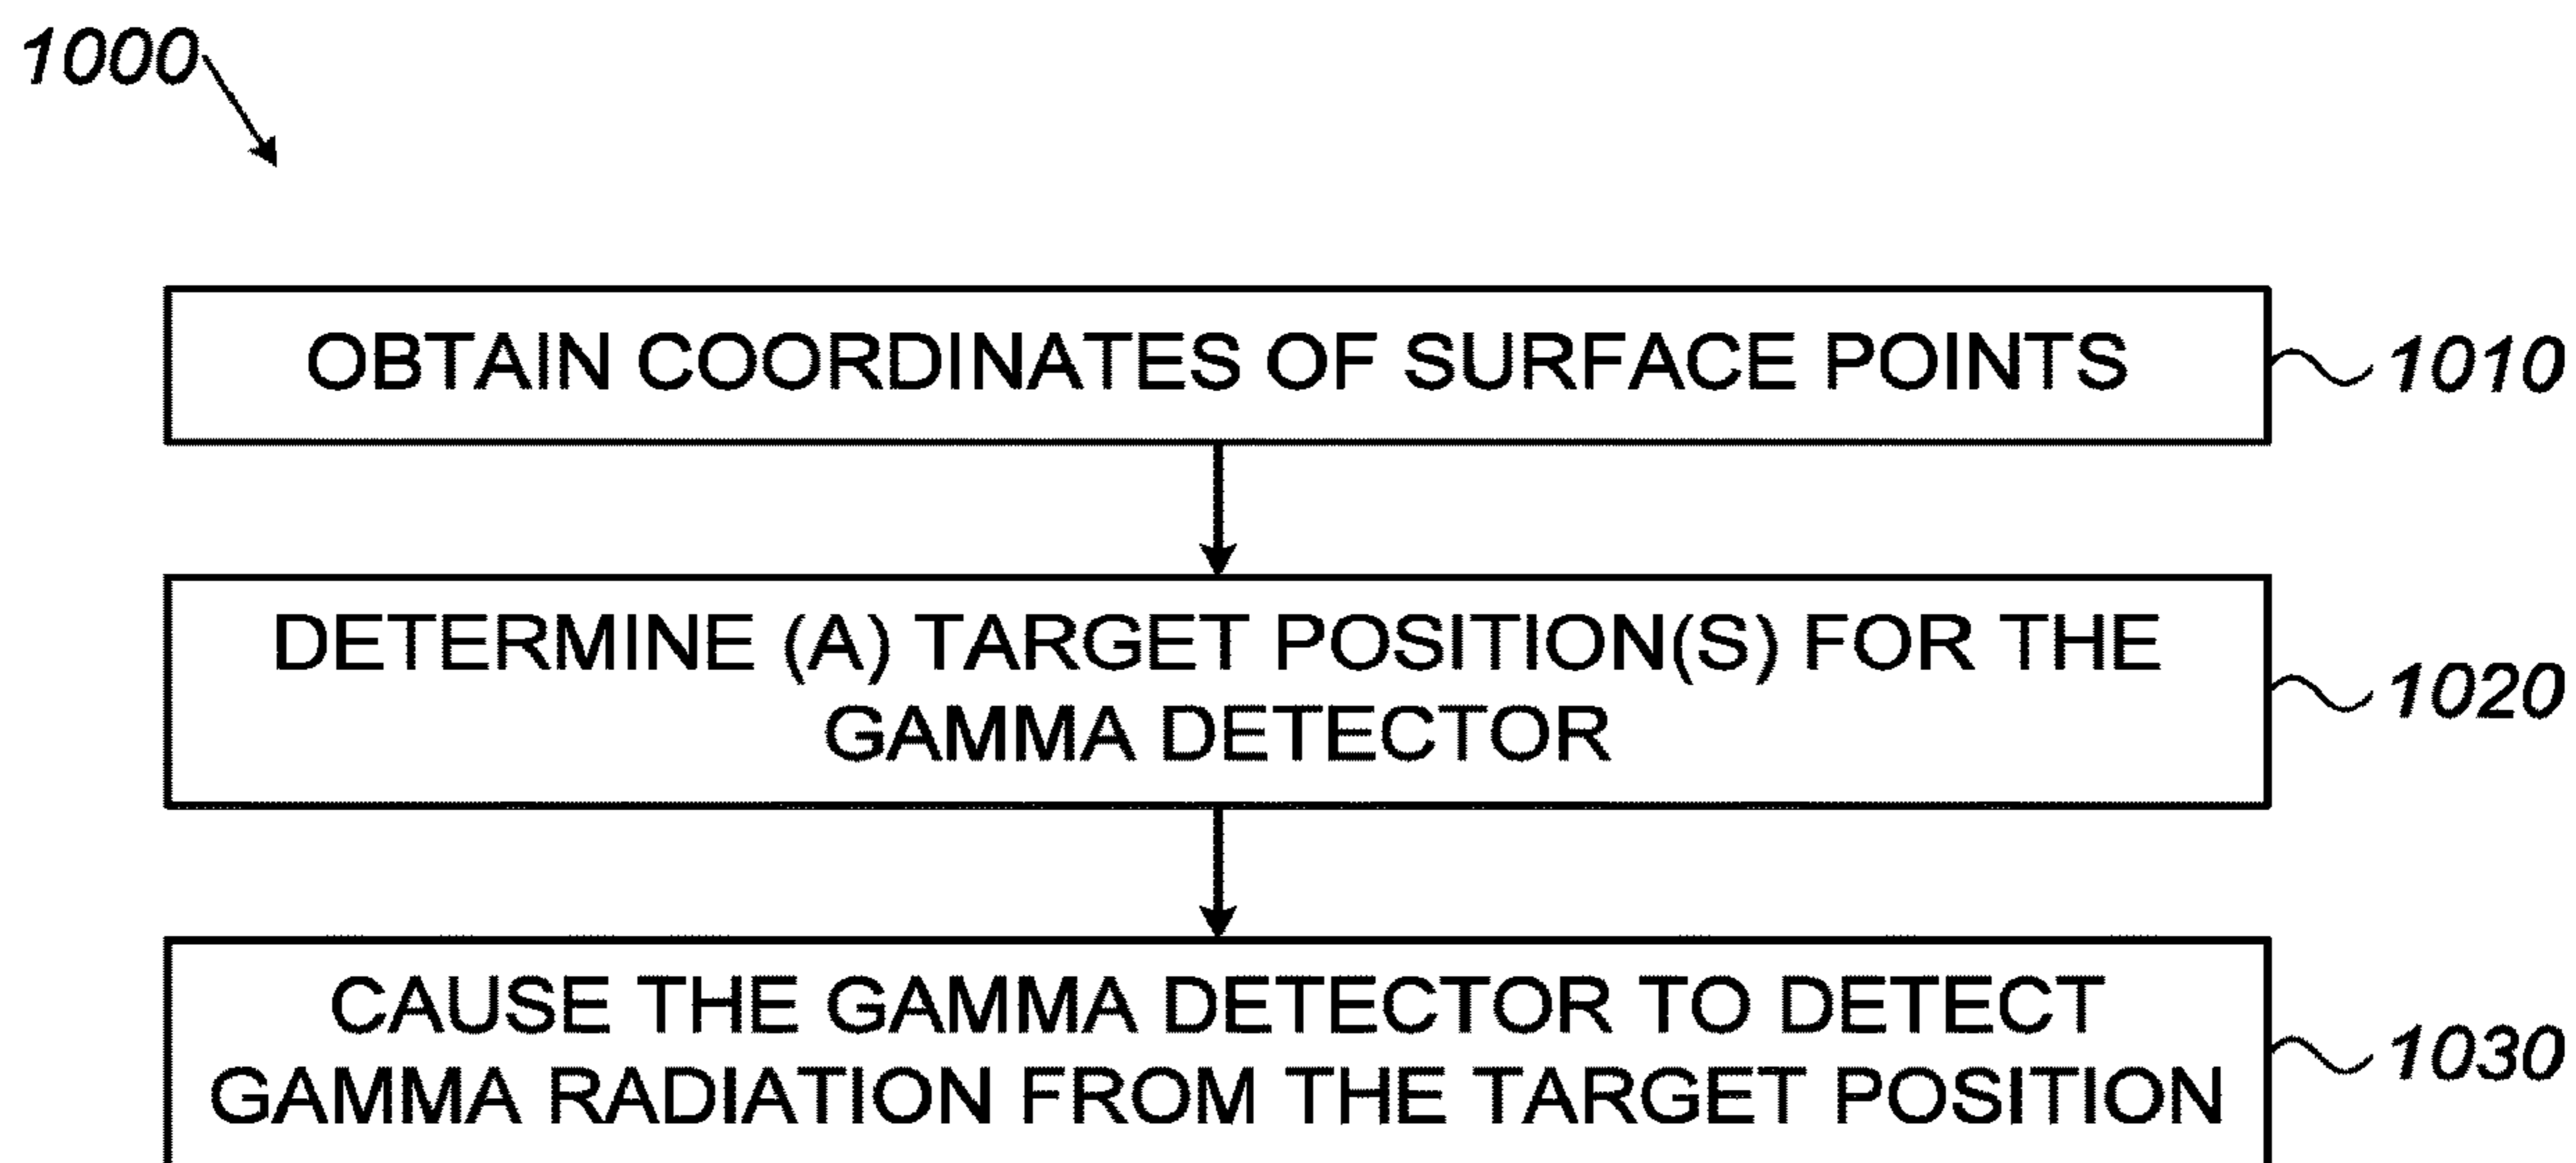 1000
OBTAIN COORDINATES OF SURFACE POINTS
1010
DETERMINE (A) TARGET POSITION(S) FOR THE
GAMMA DETECTOR
1020
CAUSE THE GAMMA DETECTOR TO DETECT
GAMMA RADIATION FROM THE TARGET POSITION
1030